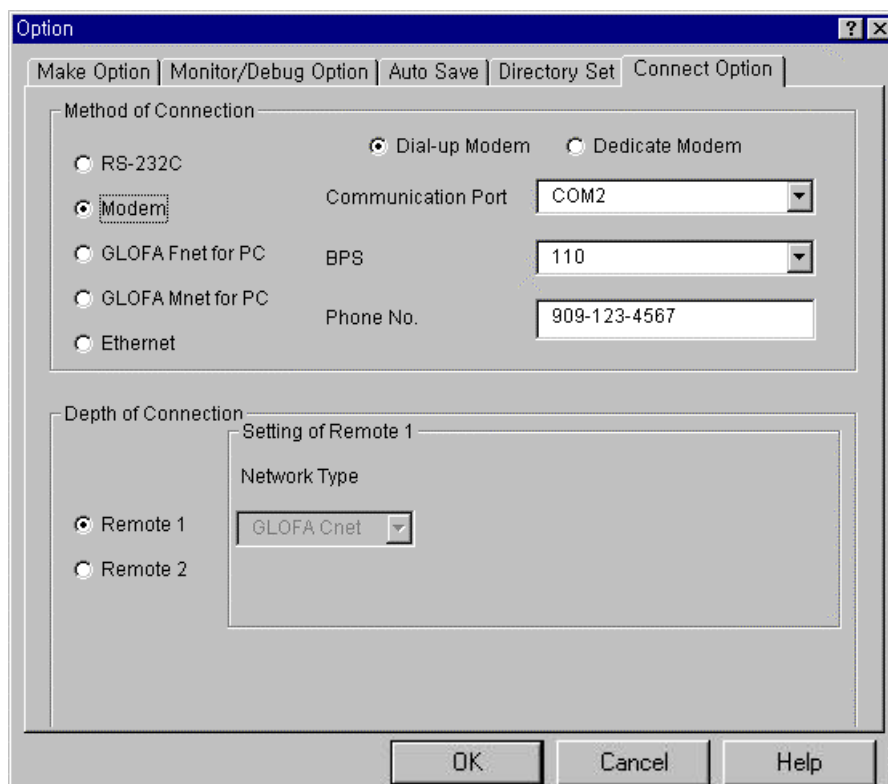 Option
Make Option Monitor/Debug Option Auto Save Directory Set Connect Option
Method of Connection
Dial-up Modem Dedicate Modem
RS-232C
Modem
GLOFA Fnet for PC
GLOFA Mnet for PC
Ethernet
Communication Port COM2
BPS 110
Phone No. 909-123-4567
Depth of Connection
Setting of Remote 1
Network Type
GLOFA Cnet
Remote 1
Remote 2
OK Cancel Help